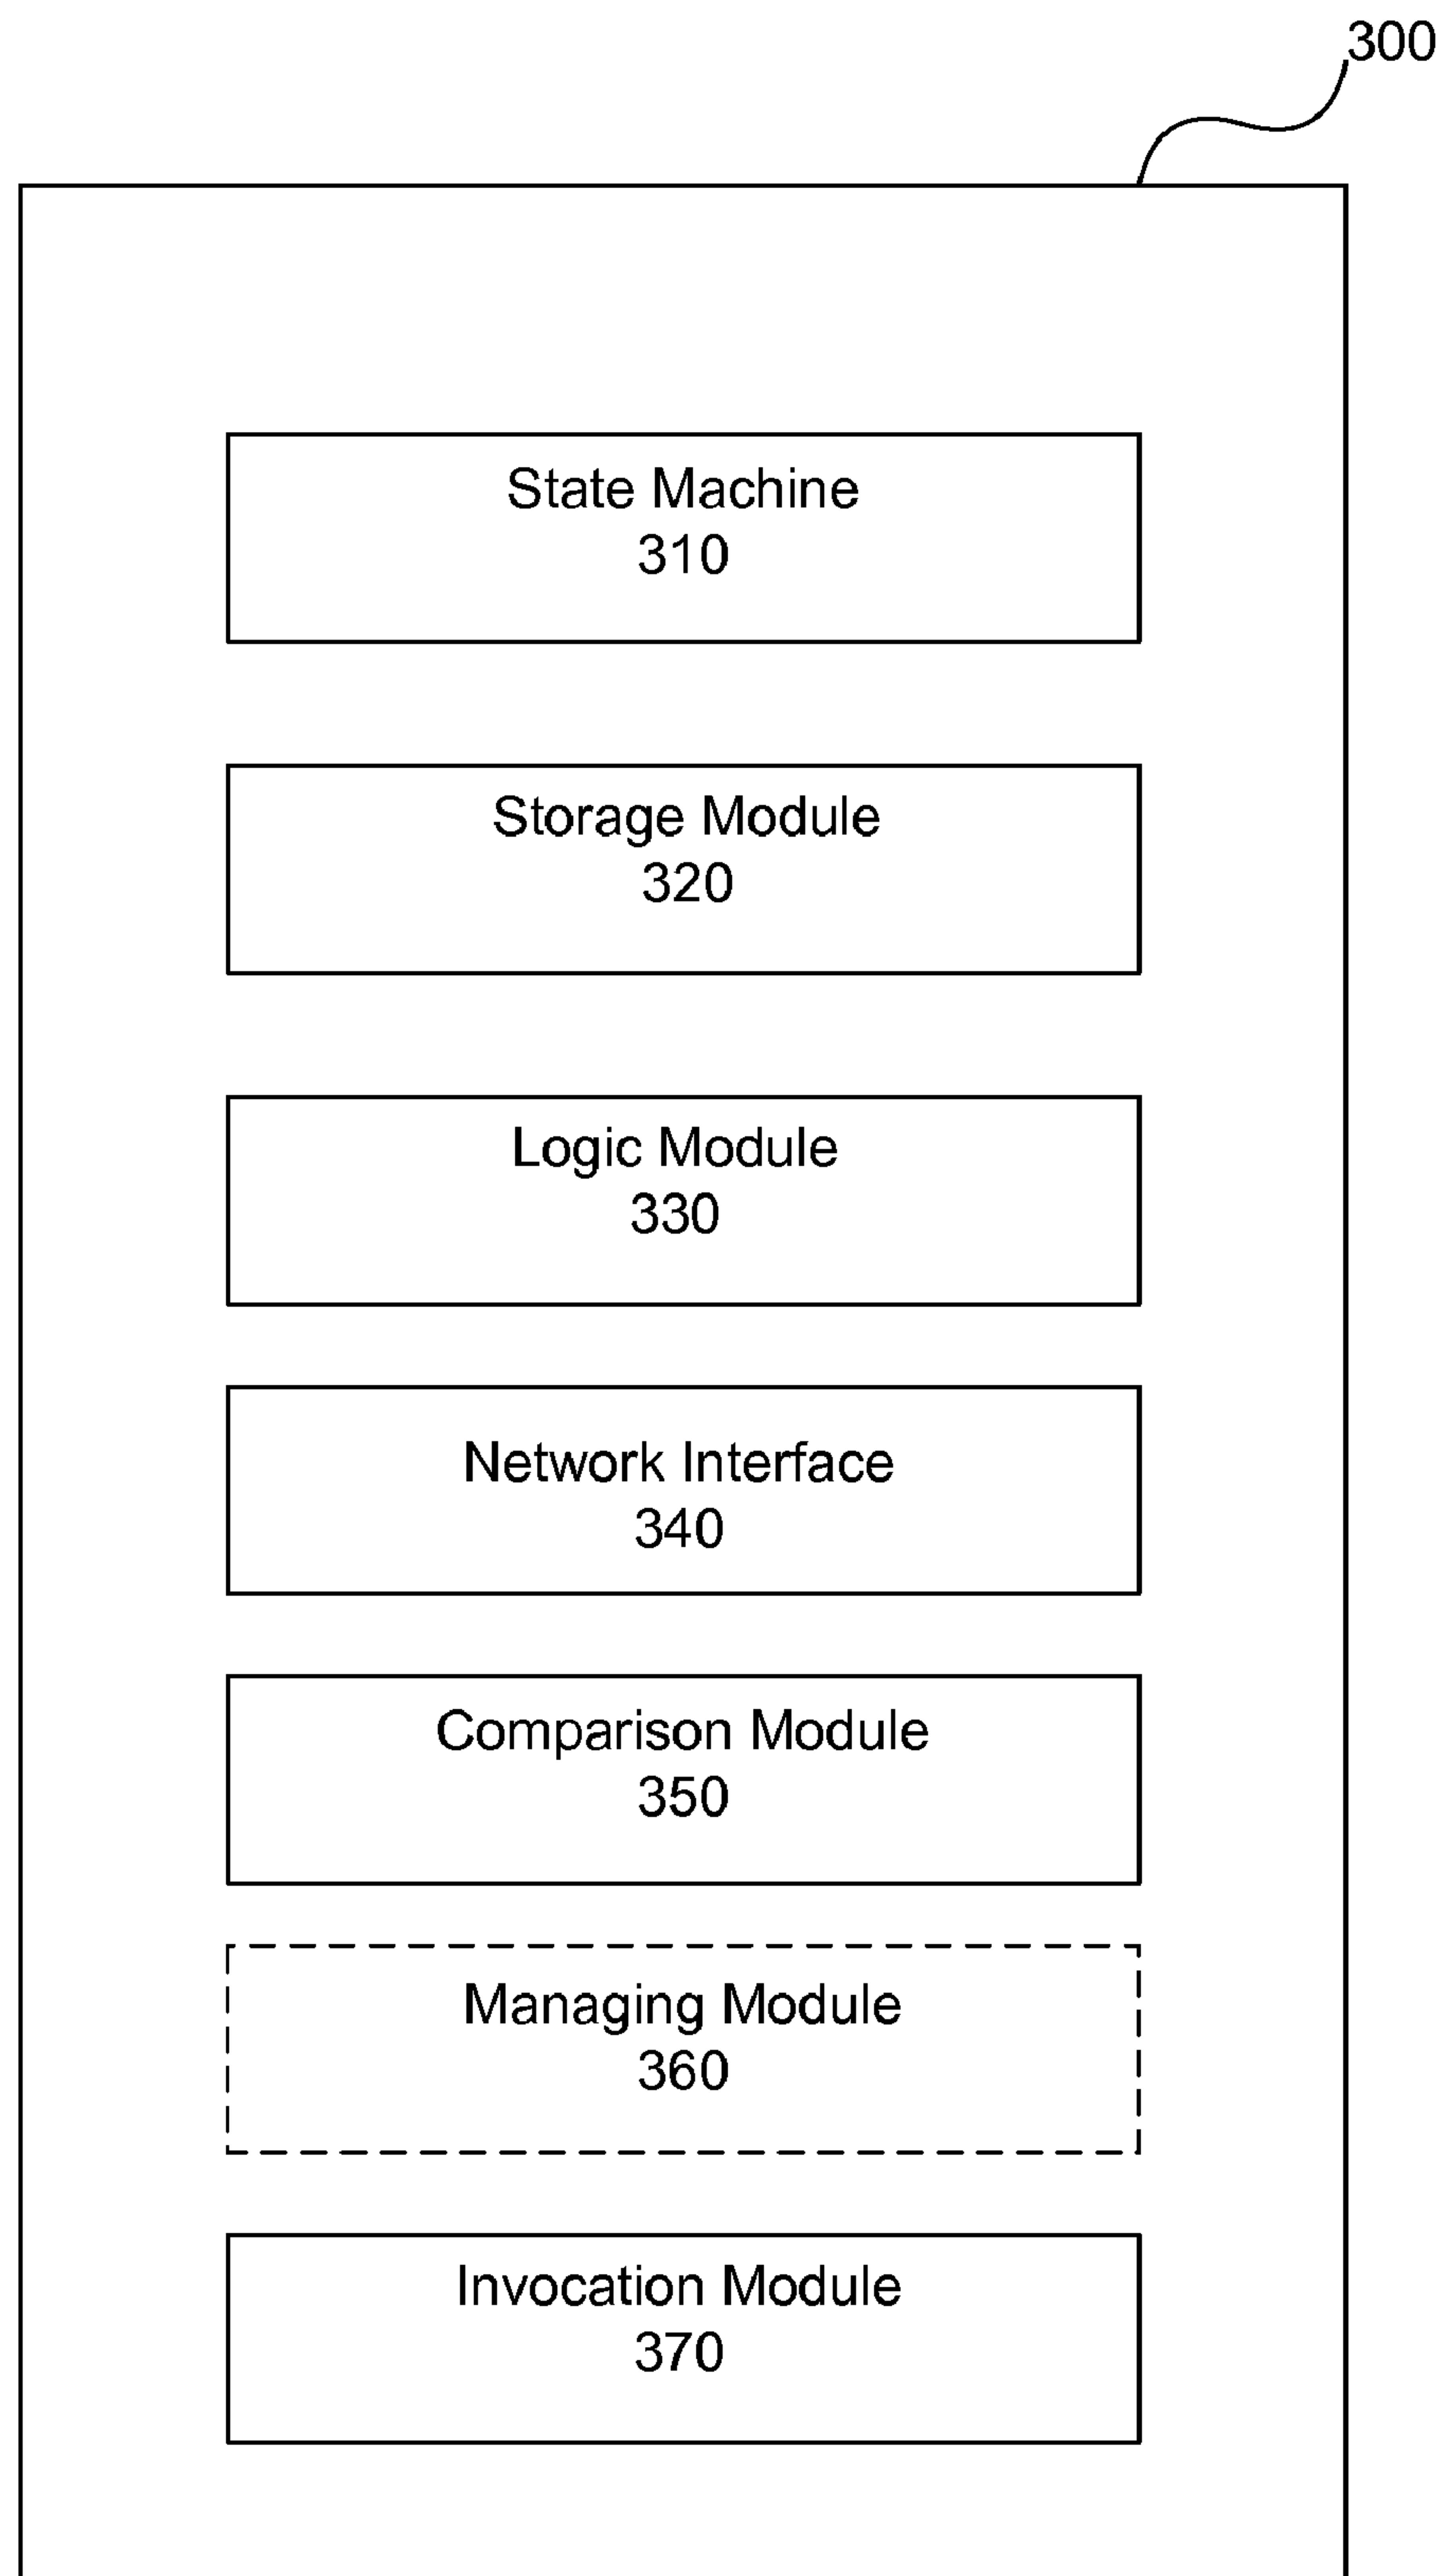 300
State Machine
310
Storage Module
320
Logic Module
330
Network Interface
340
Comparison Module
350
Managing Module
360
Invocation Module
370